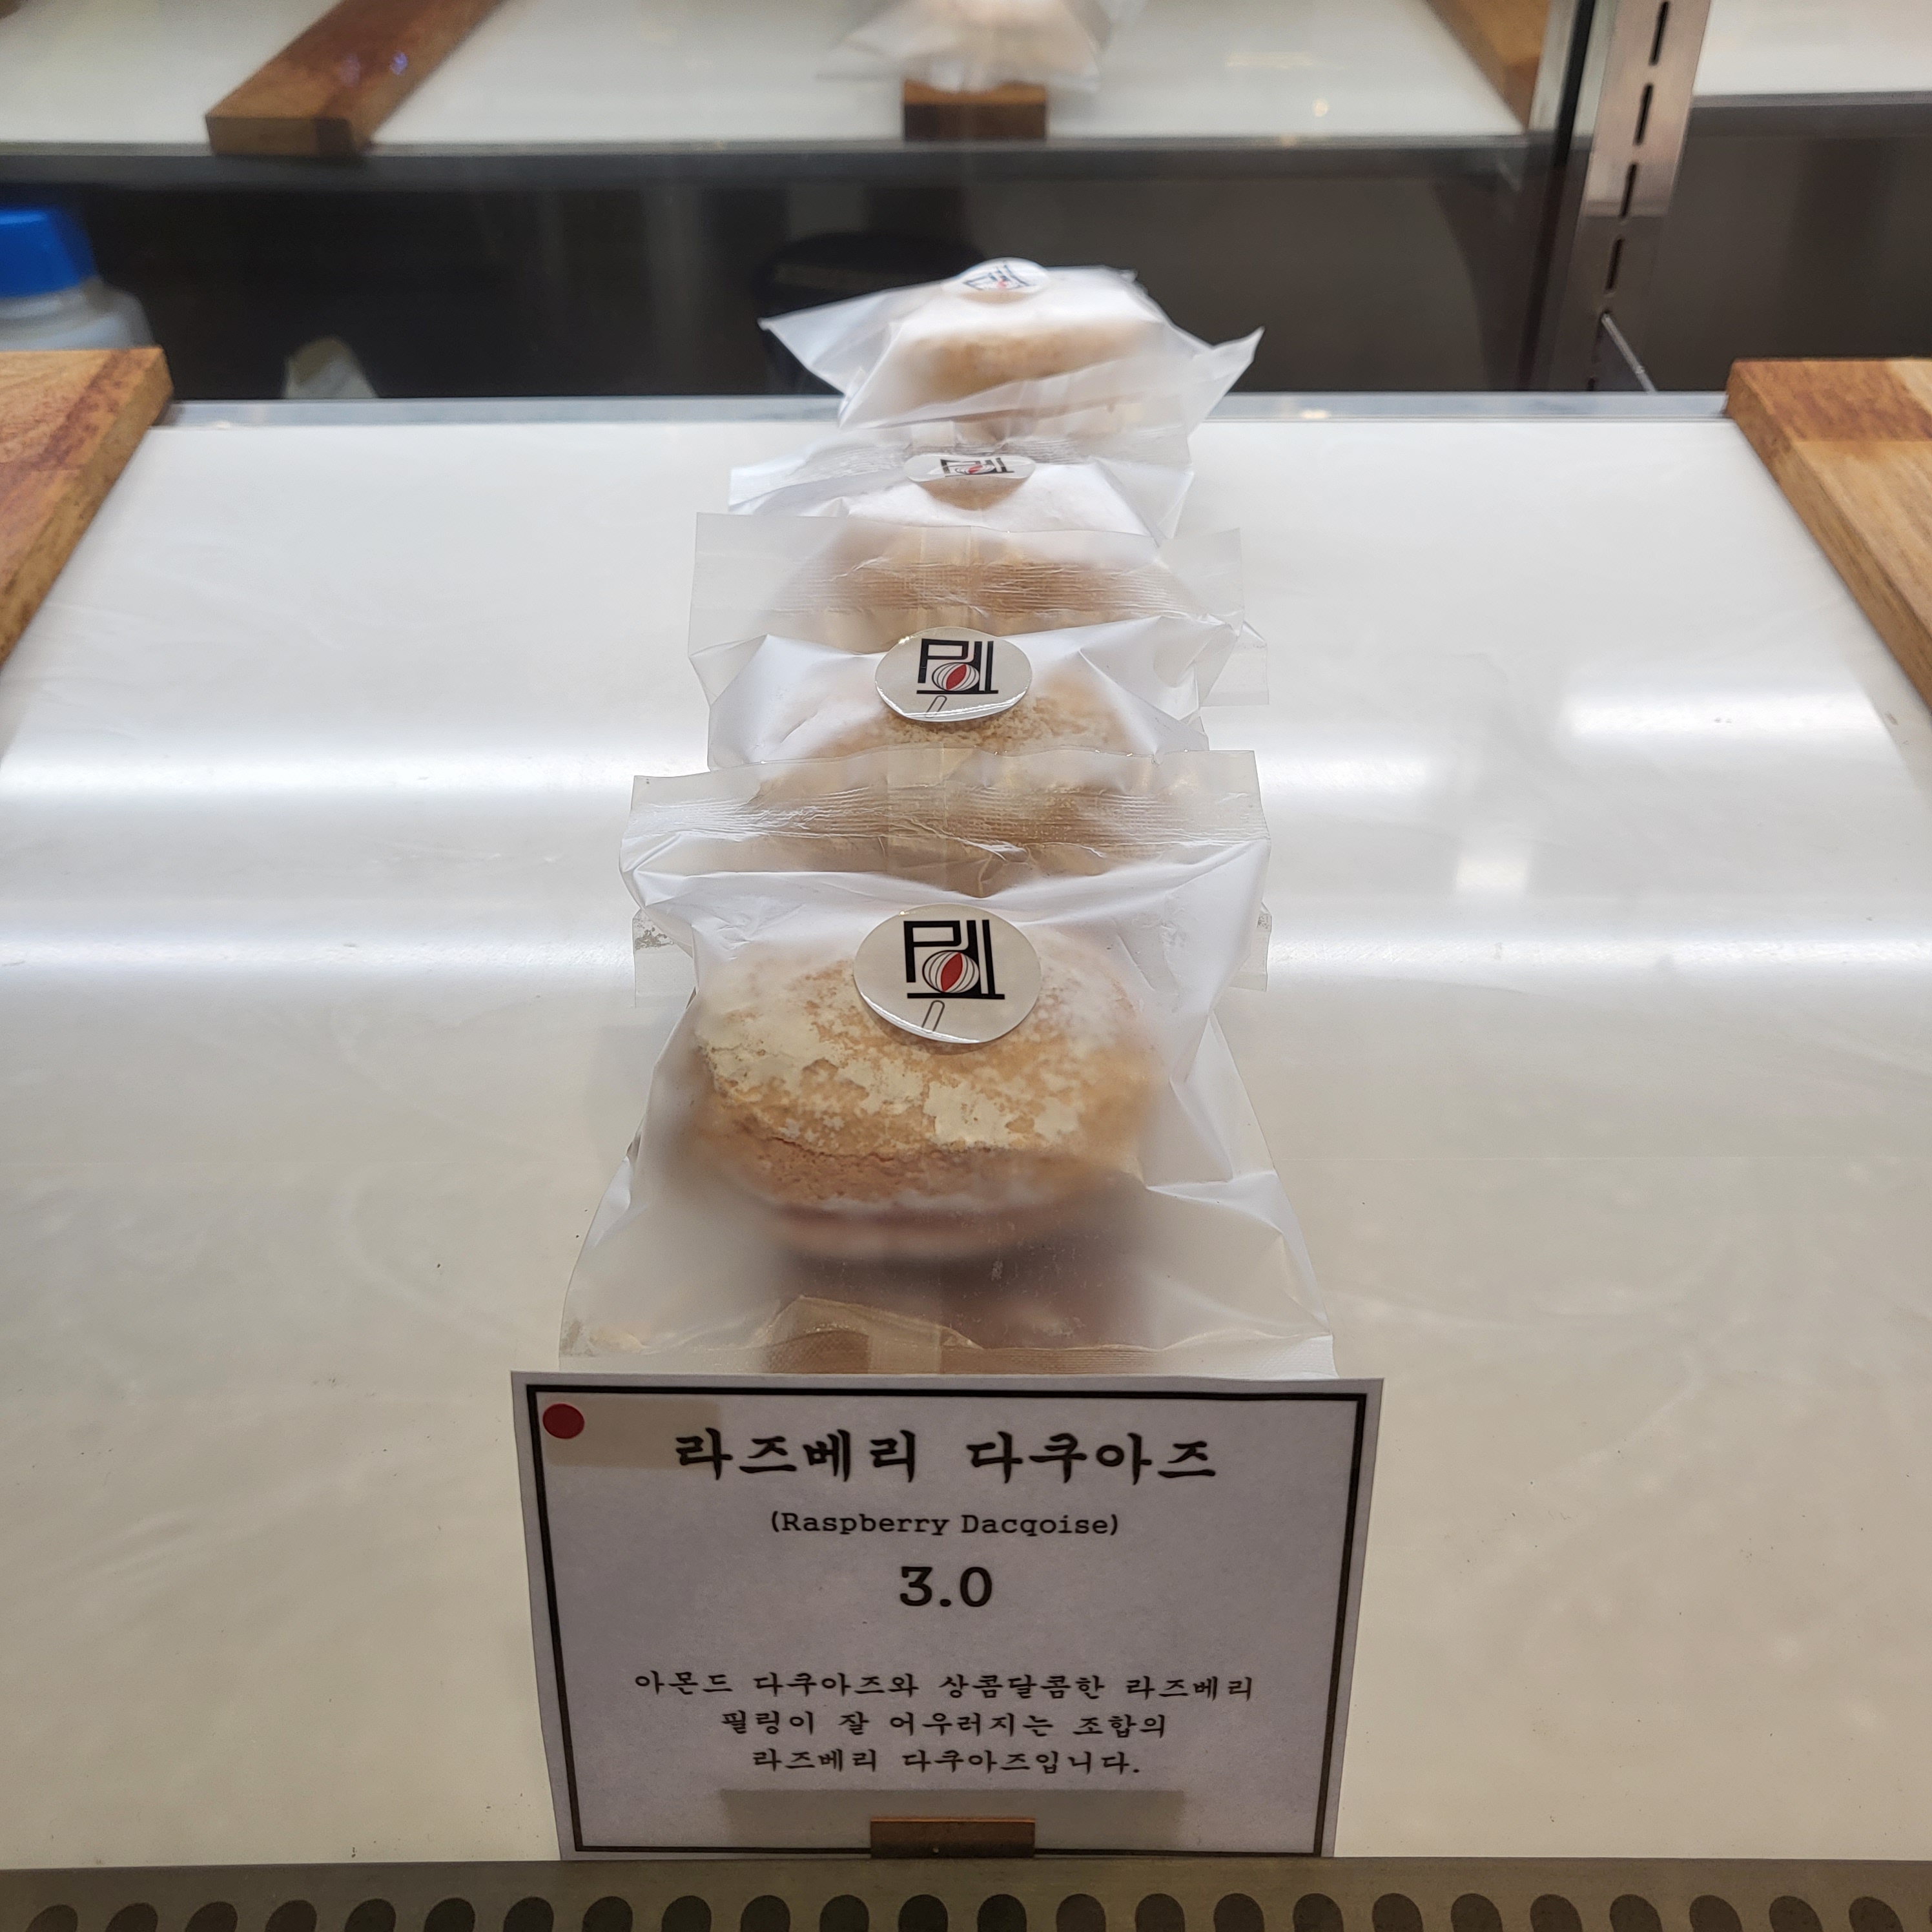 라즈베리 다쿠아즈
(Raspberry Dacqoise)
3.0
아몬드 다쿠아즈와 상콤달콤한 라즈베리
필링이 잘 어우러지는 조합의
라즈베리 다쿠아즈입니다.